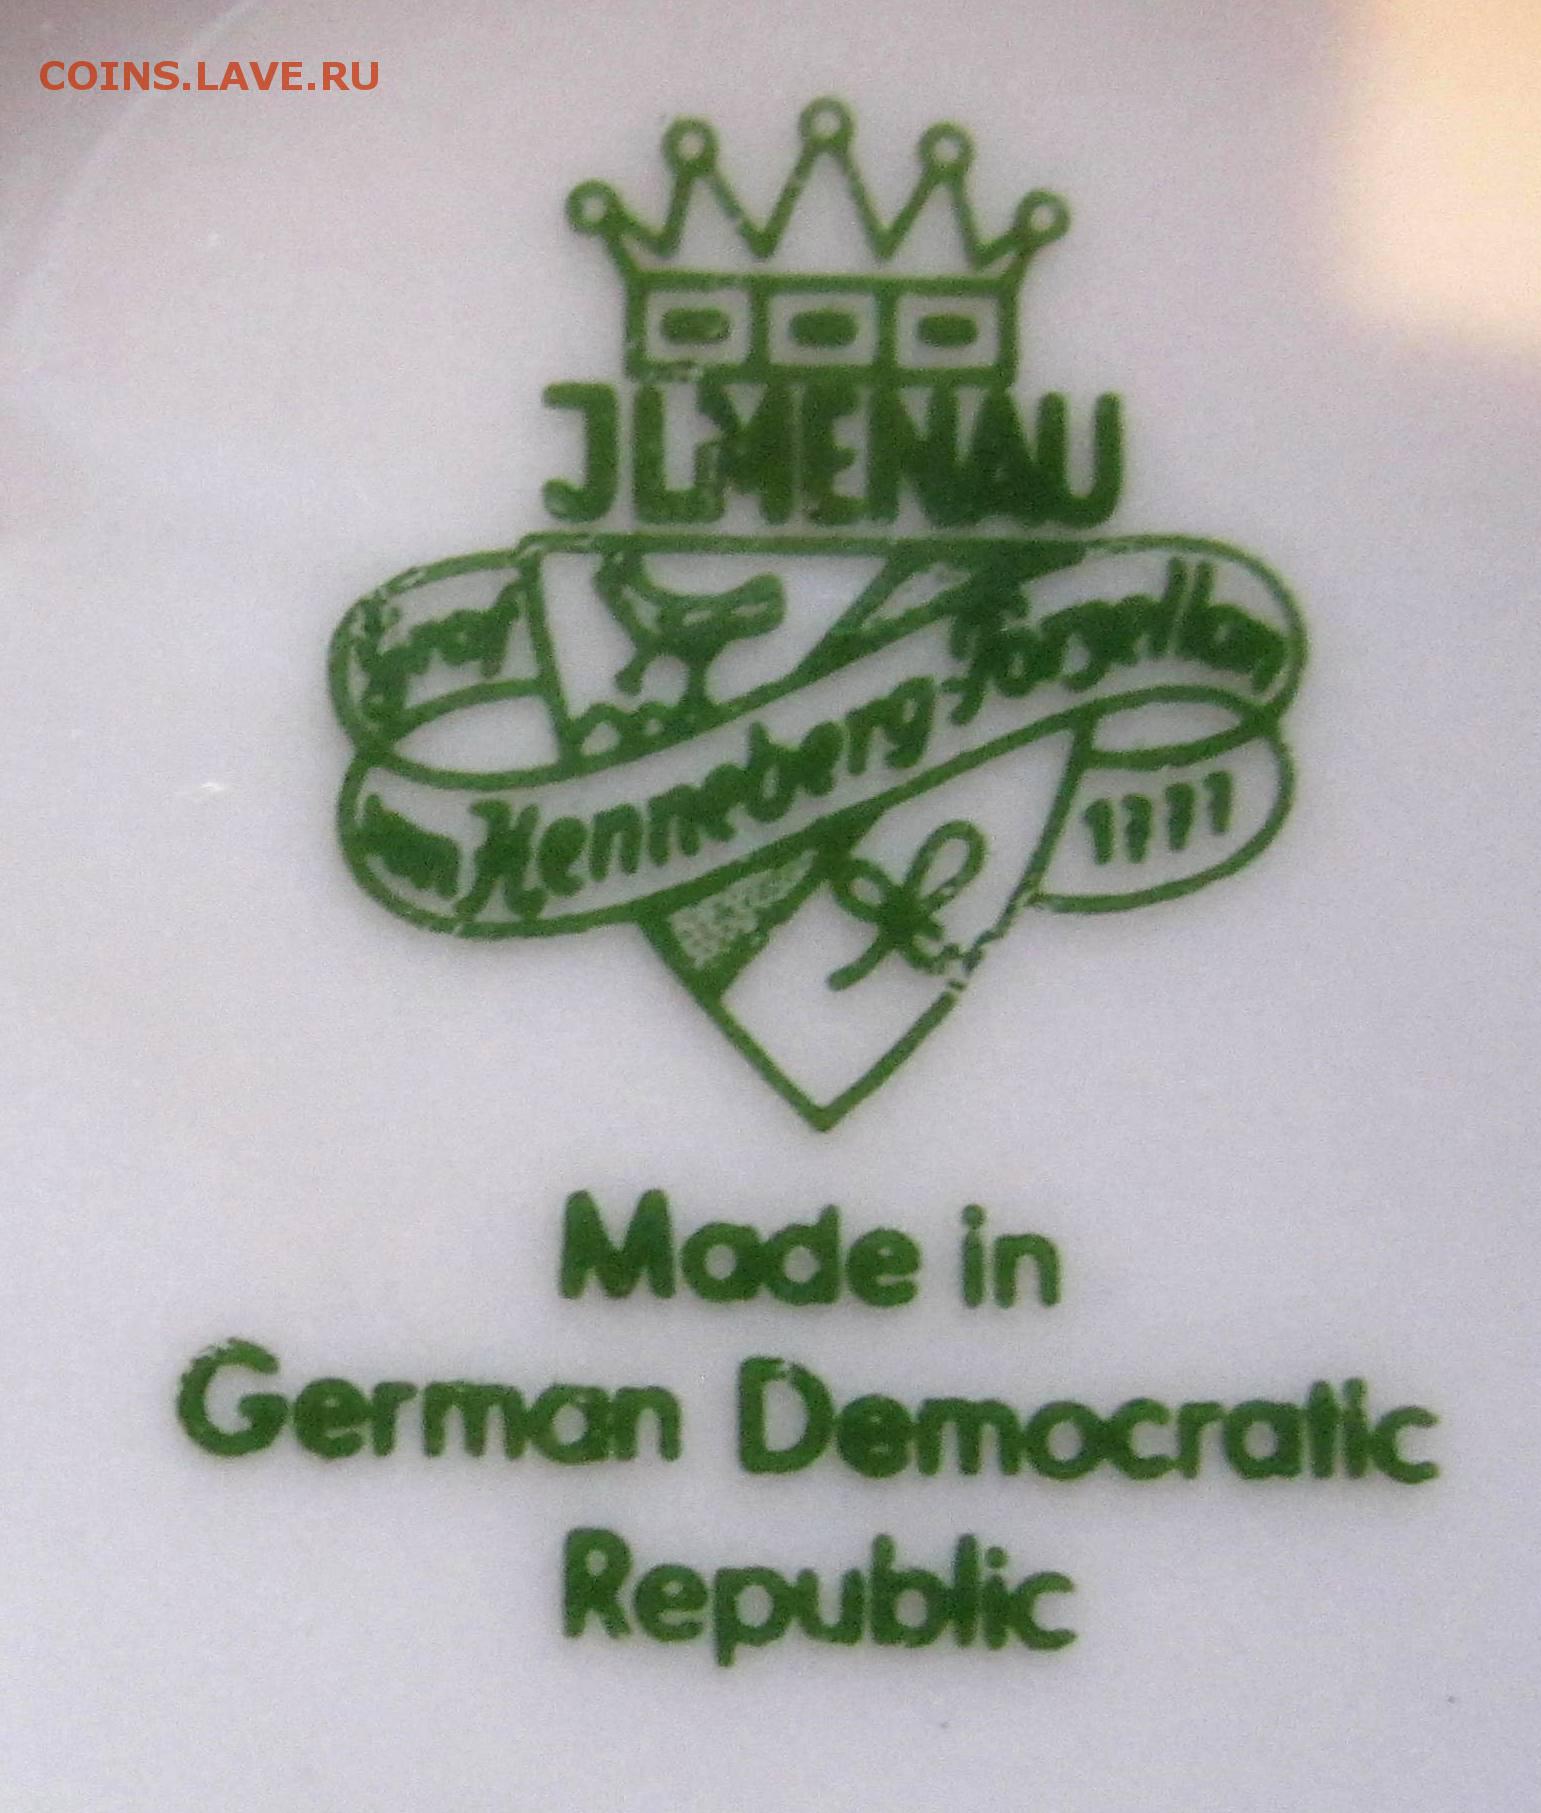 COINS.LAVE.RU
JLMENAU
Graf
von Henneberg-Porzellan
1777
Made in
German Democratic
Republic